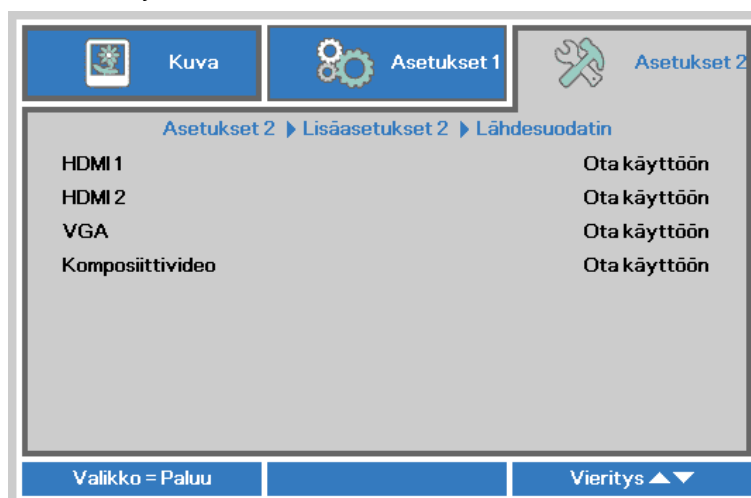 Kuva
Asetukset 1
Asetukset 2
Asetukset 2 ▶ Lisäasetukset 2 ▶ Lähdesuodatin
HDMI 1 Ota käyttöön
HDMI 2 Ota käyttöön
VGA Ota käyttöön
Komposiittivideo Ota käyttöön
Valikko = Paluu
Vieritys ▲▼